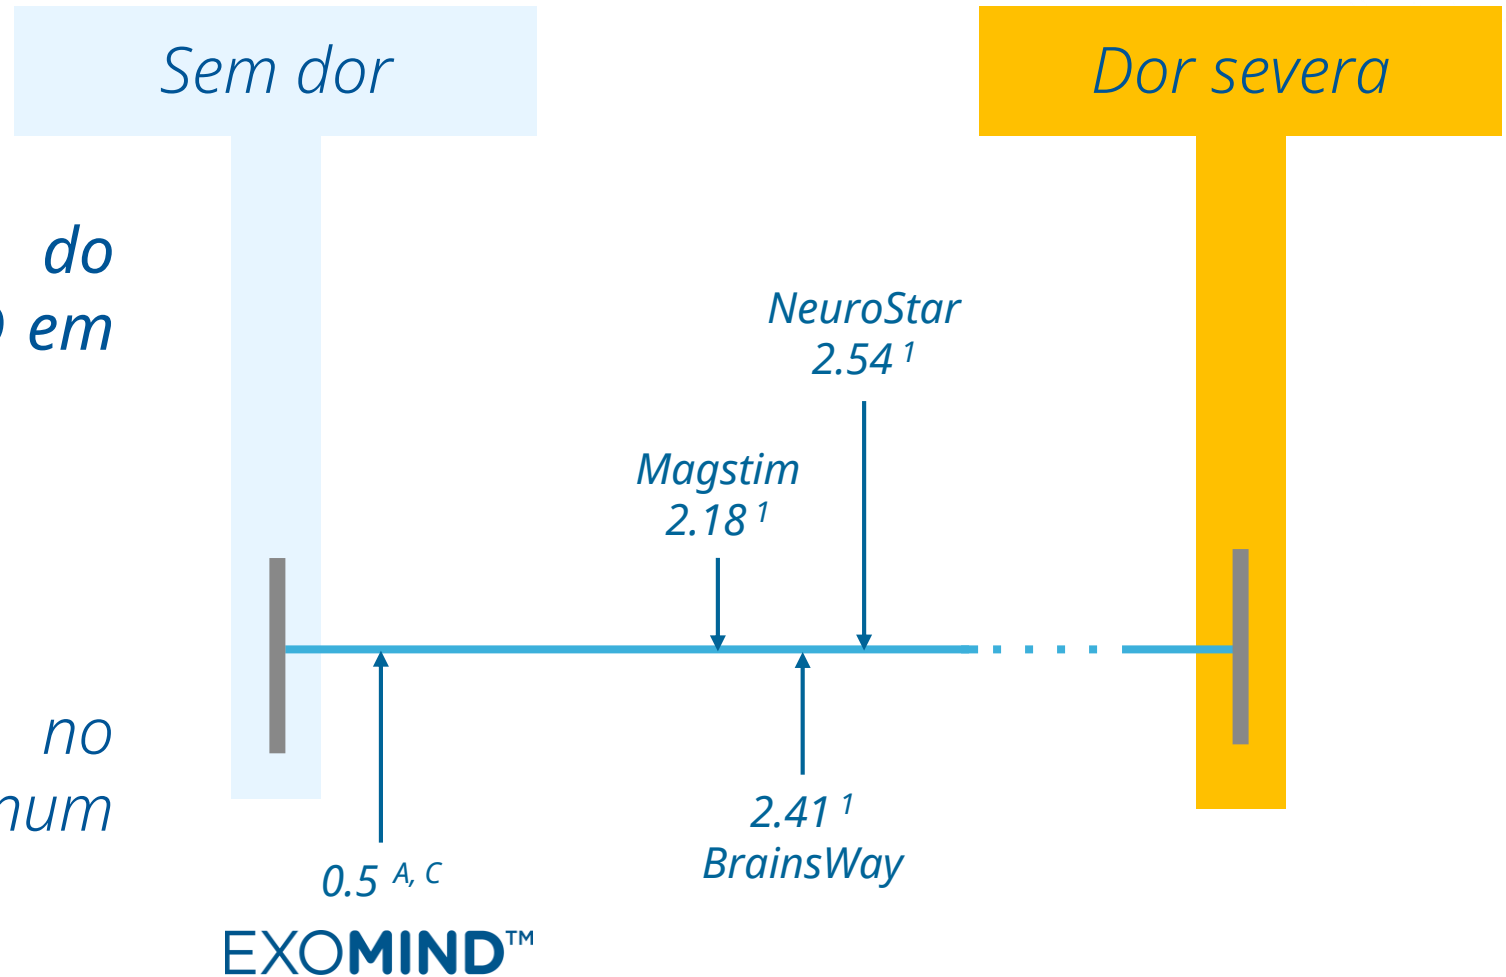 Sem dor
Dor severa
do
em
NeuroStar
2.54 1
Magstim
2.18 1
no
2.41 1
BrainsWay
0.5 A, C
EXOMIND™